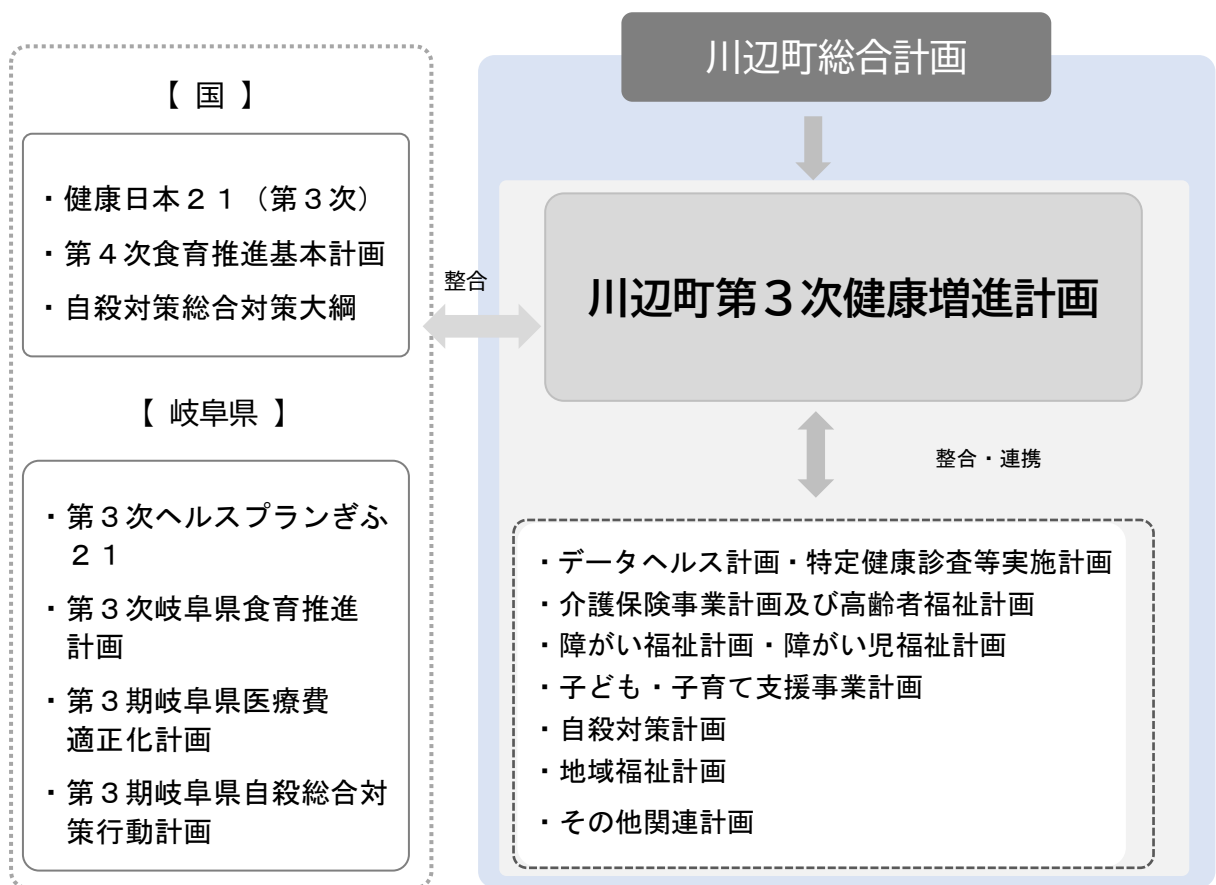 【 国 】
・健康日本２１（第３次）
・第４次食育推進基本計画
・自殺対策総合対策大綱
【 岐阜県 】
・第３次ヘルスプランぎふ
２１
・第３次岐阜県食育推進
計画
・第３期岐阜県医療費
適正化計画
・第３期岐阜県自殺総合対
策行動計画
整合
川辺町総合計画
川辺町第３次健康増進計画
整合・連携
・データヘルス計画・特定健康診査等実施計画
・介護保険事業計画及び高齢者福祉計画
・障がい福祉計画・障がい児福祉計画
・子ども・子育て支援事業計画
・自殺対策計画
・地域福祉計画
・その他関連計画